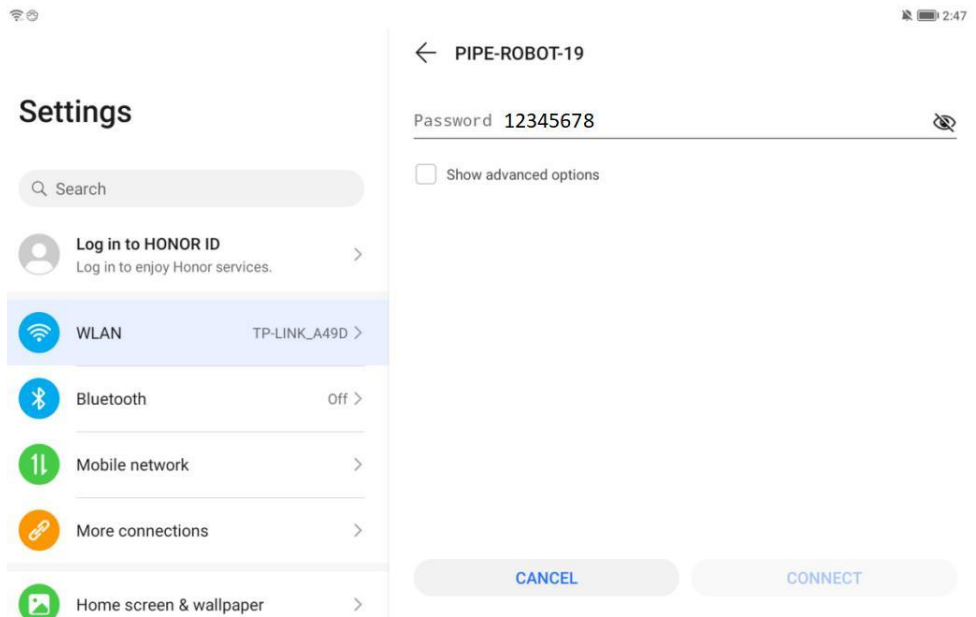 2:47
Settings
Search
Log in to HONOR ID
Log in to enjoy Honor services.
WLAN TP-LINK_A49D
Bluetooth Off
Mobile network
More connections
Home screen & wallpaper
PIPE-ROBOT-19
Password 12345678
Show advanced options
CANCEL CONNECT